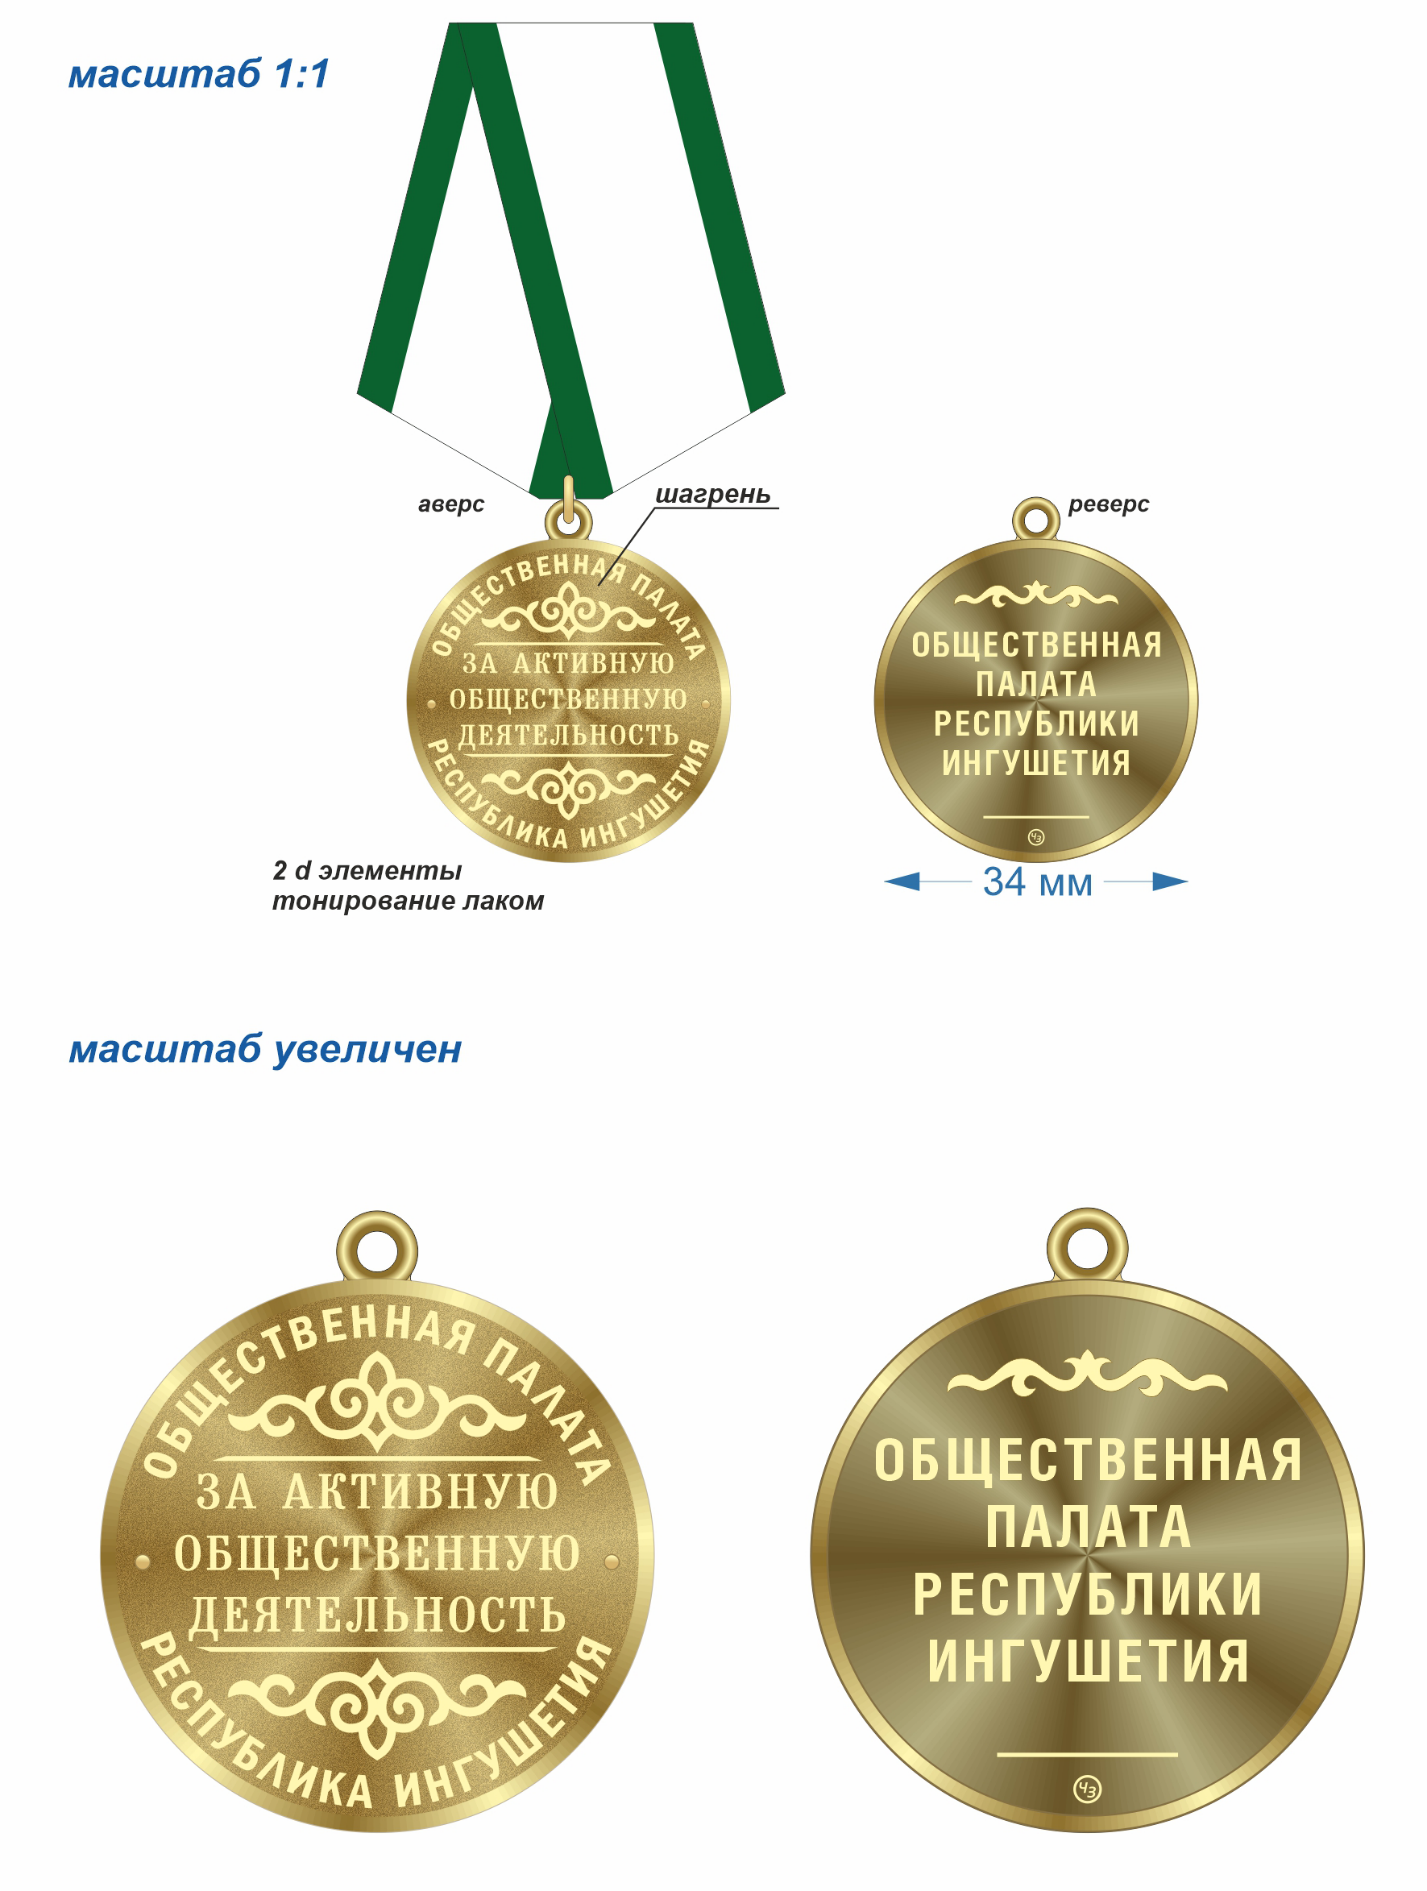 масштаб 1:1
аверс
шагрень
реверс
ОБЩЕСТВЕННАЯ ПАЛАТА
ЗА АКТИВНУЮ
ОБЩЕСТВЕННУЮ
ДЕЯТЕЛЬНОСТЬ
РЕСПУБЛИКА ИНГУШЕТИЯ
ОБЩЕСТВЕННАЯ
ПАЛАТА
РЕСПУБЛИКИ
ИНГУШЕТИЯ
ЧЗ
2 d элементы
тонирование лаком
34 мм
масштаб увеличен
ОБЩЕСТВЕННАЯ ПАЛАТА
ЗА АКТИВНУЮ
ОБЩЕСТВЕННУЮ
ДЕЯТЕЛЬНОСТЬ
РЕСПУБЛИКА ИНГУШЕТИЯ
ОБЩЕСТВЕННАЯ
ПАЛАТА
РЕСПУБЛИКИ
ИНГУШЕТИЯ
ЧЗ